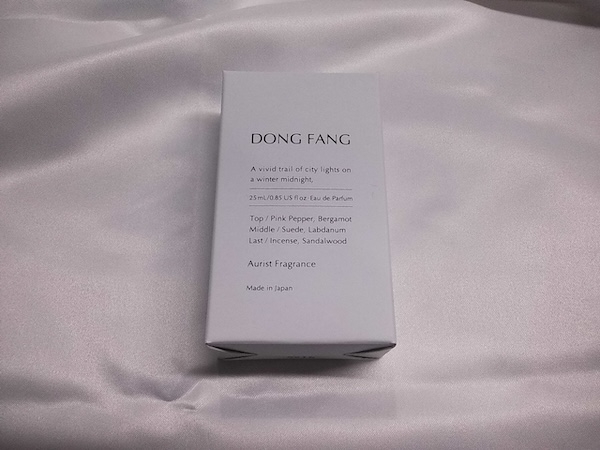 DONG FANG
A vivid trail of city lights on
a winter midnight.
25 mL/0.85 US fl oz. Eau de Parfum
Top / Pink Pepper, Bergamot
Middle / Suede, Labdanum
Last / Incense, Sandalwood
Aurist Fragrance
Made in Japan